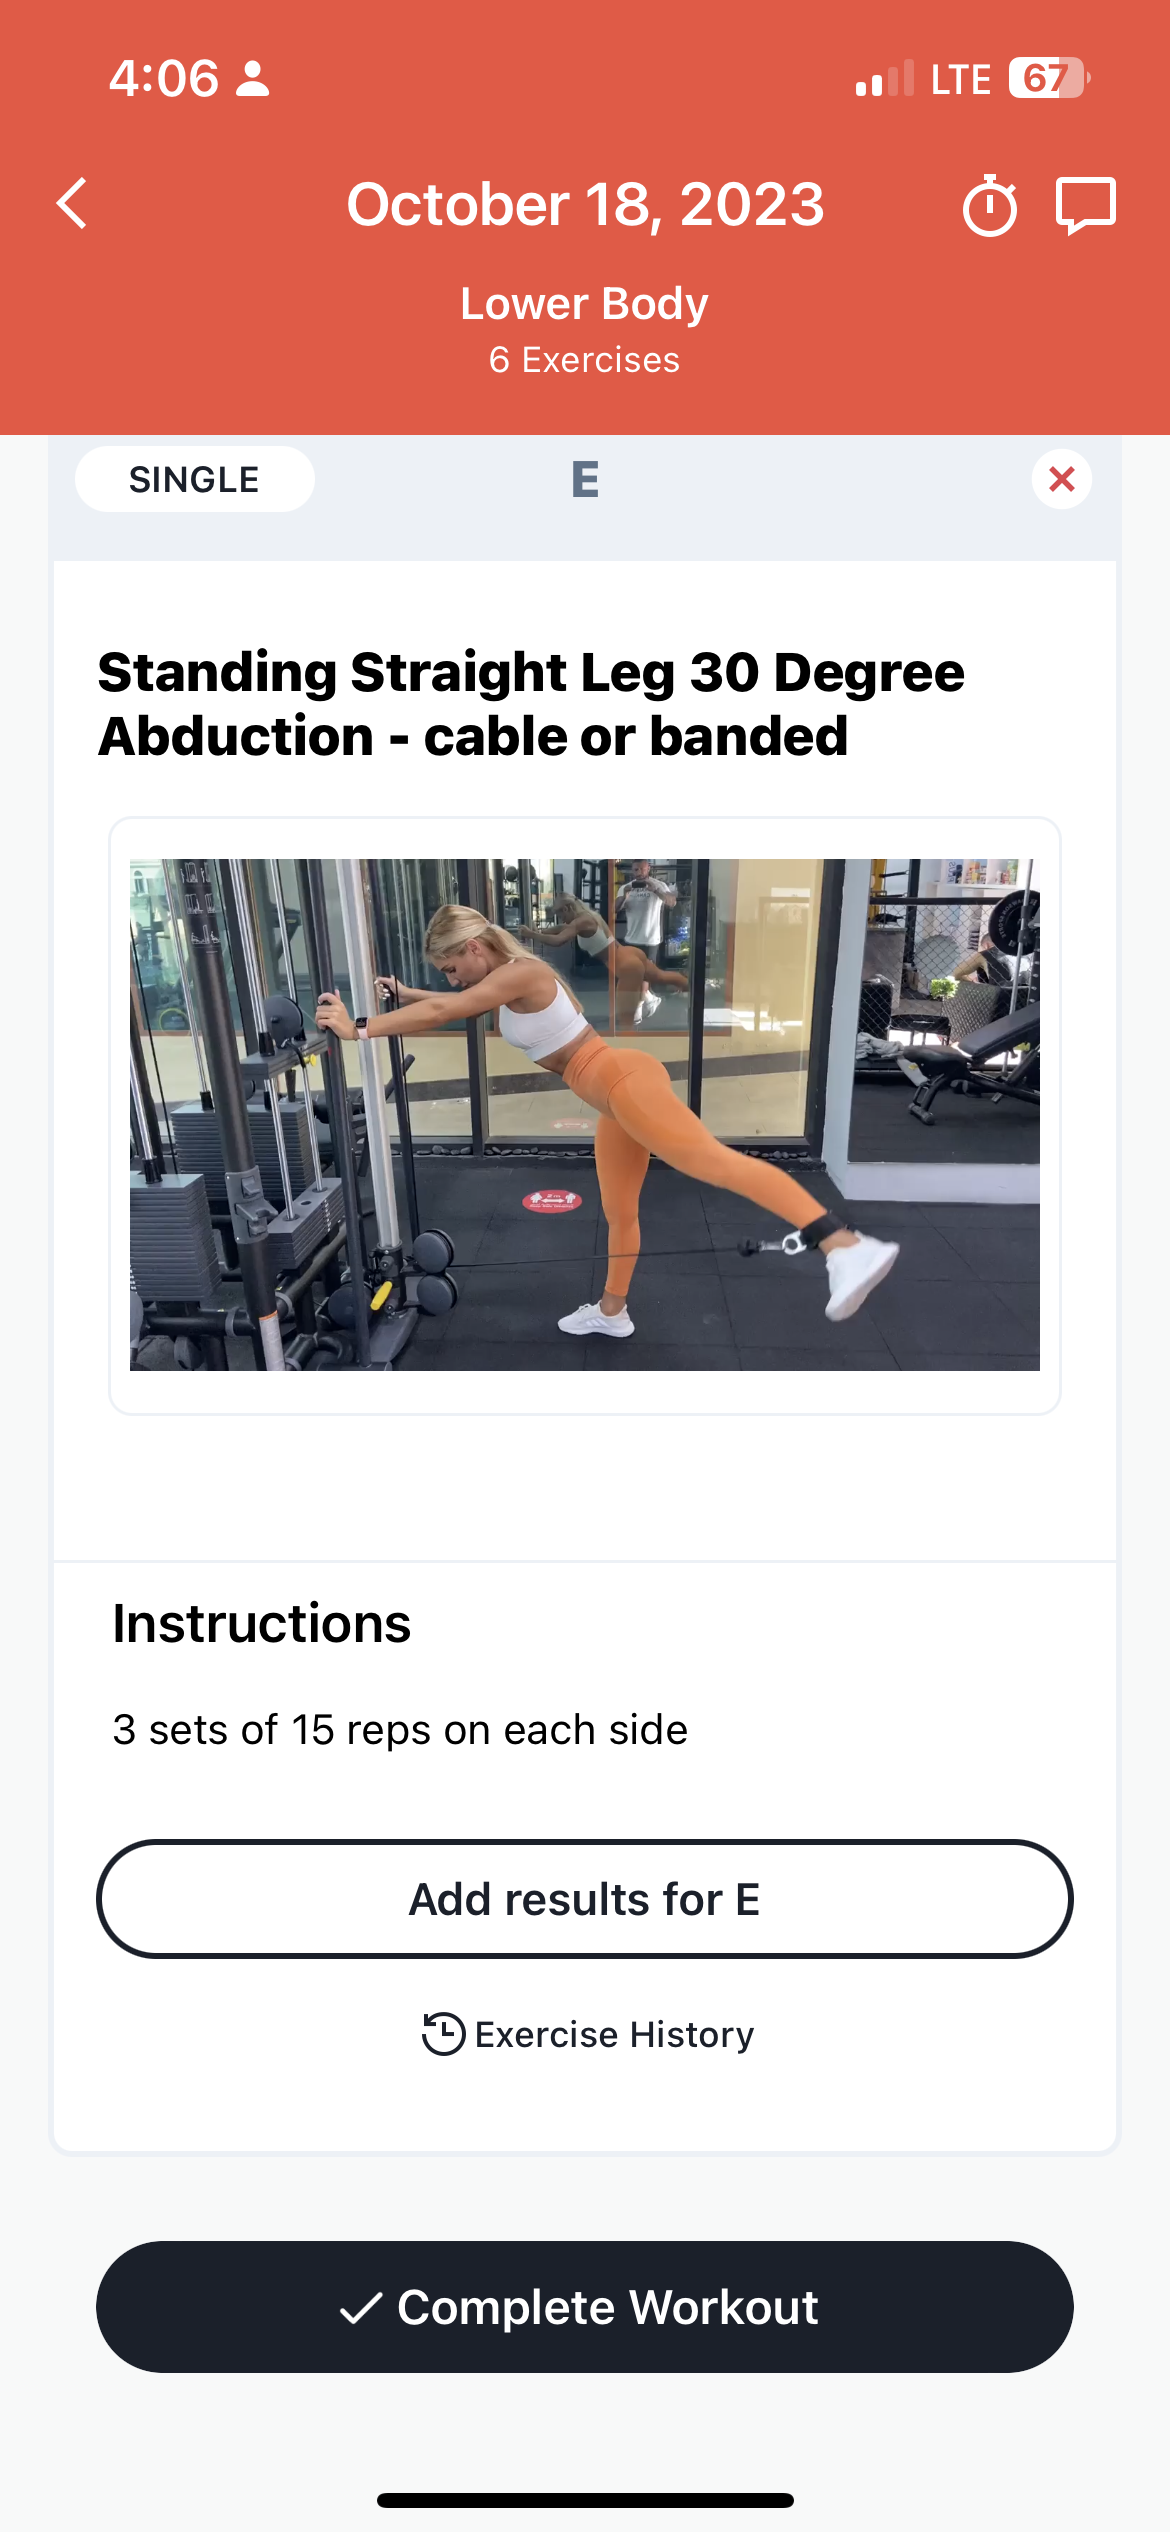 4:06
LTE 67
October 18, 2023
Lower Body
6 Exercises
SINGLE
E
Standing Straight Leg 30 Degree
Abduction - cable or banded
Instructions
3 sets of 15 reps on each side
Add results for E
Exercise History
Complete Workout